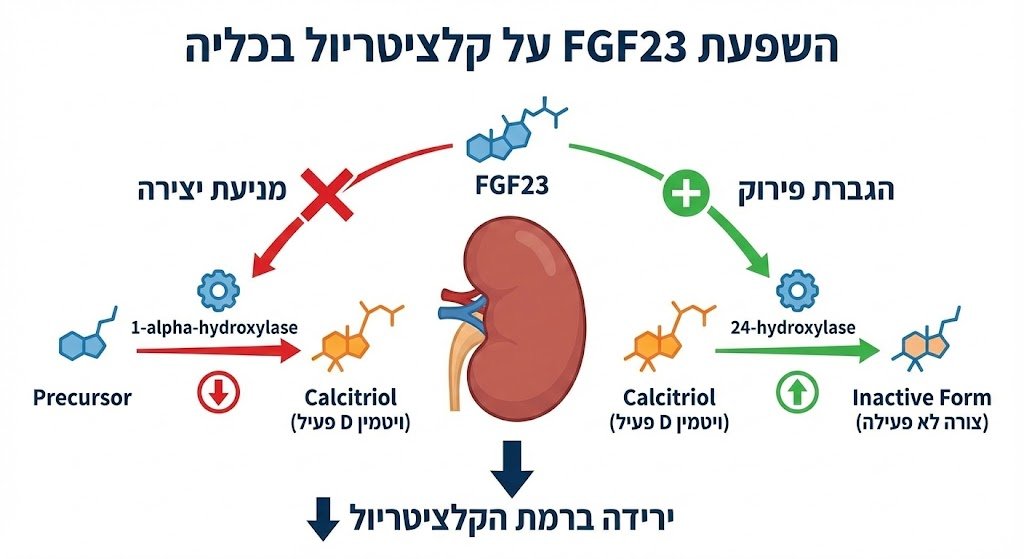 השפעת FGF23 על קלציטריול בכליה
FGF23
מניעת יצירה
הגברת פירוק
1-alpha-hydroxylase
24-hydroxylase
Precursor
Calcitriol
(ויטמין D פעיל)
Calcitriol
(ויטמין D פעיל)
Inactive Form
(צורה לא פעילה)
ירידה ברמת הקלציטריול